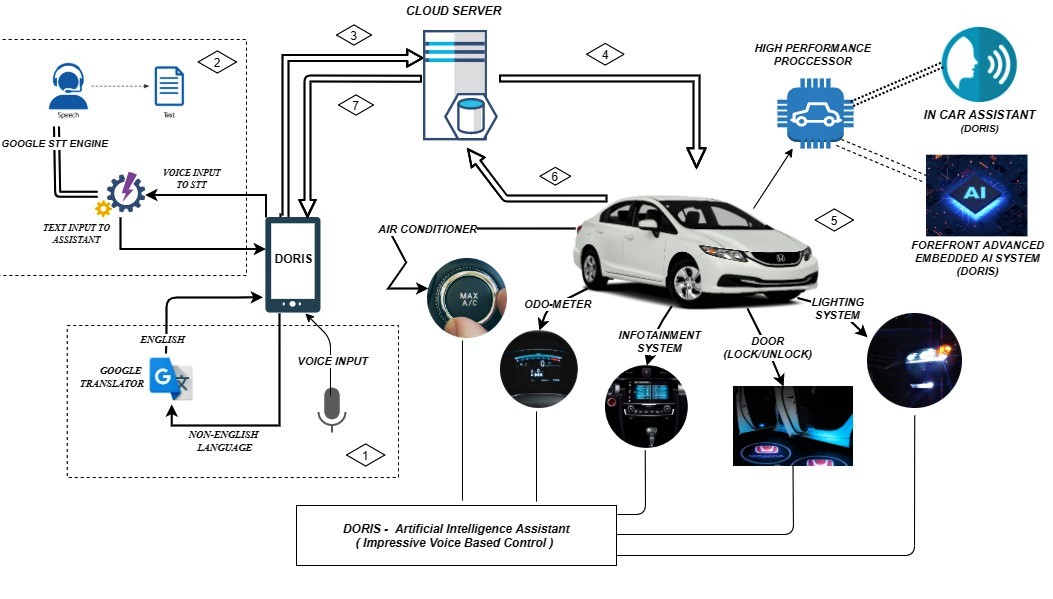 CLOUD SERVER
3
4
2
HIGH PERFORMANCE
PROCCESSOR
Speech
Text
7
IN CAR ASSISTANT
(DORIS)
GOOGLE STT ENGINE
VOICE INPUT
TO STT
6
AI
TEXT INPUT TO
ASSISTANT
AIR CONDITIONER
5
FOREFRONT ADVANCED
EMBEDDED AI SYSTEM
(DORIS)
DORIS
MAX
A/C
ODO-METER
LIGHTING
SYSTEM
ENGLISH
INFOTAINMENT
SYSTEM
DOOR
(LOCK/UNLOCK)
GOOGLE
TRANSLATOR
G
VOICE INPUT
NON-ENGLISH
LANGUAGE
1
HONDA
DORIS - Artificial Intelligence Assistant
( Impressive Voice Based Control )